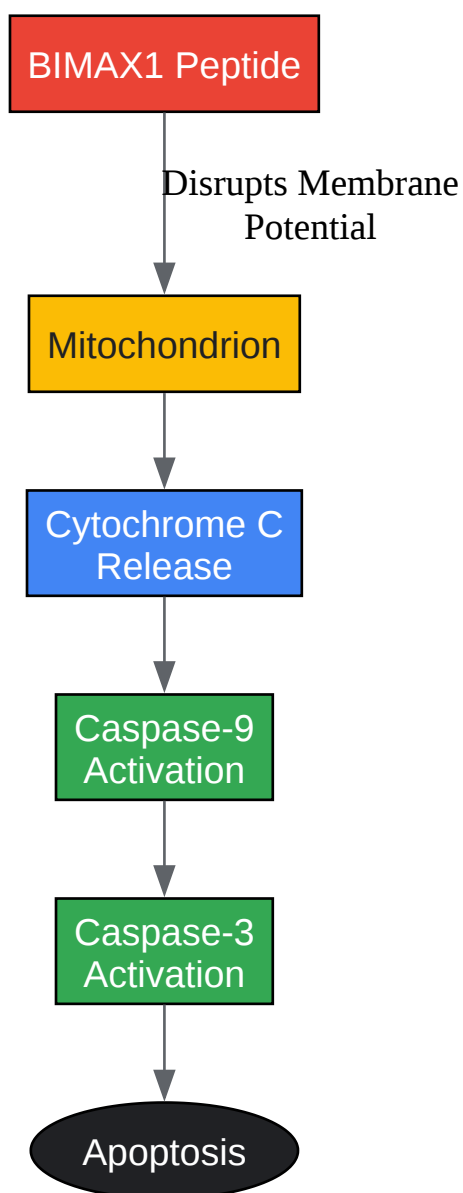 BIMAX1 Peptide
Disrupts Membrane
Potential
Mitochondrion
Cytochrome C
Release
Caspase-9
Activation
Caspase-3
Activation
Apoptosis